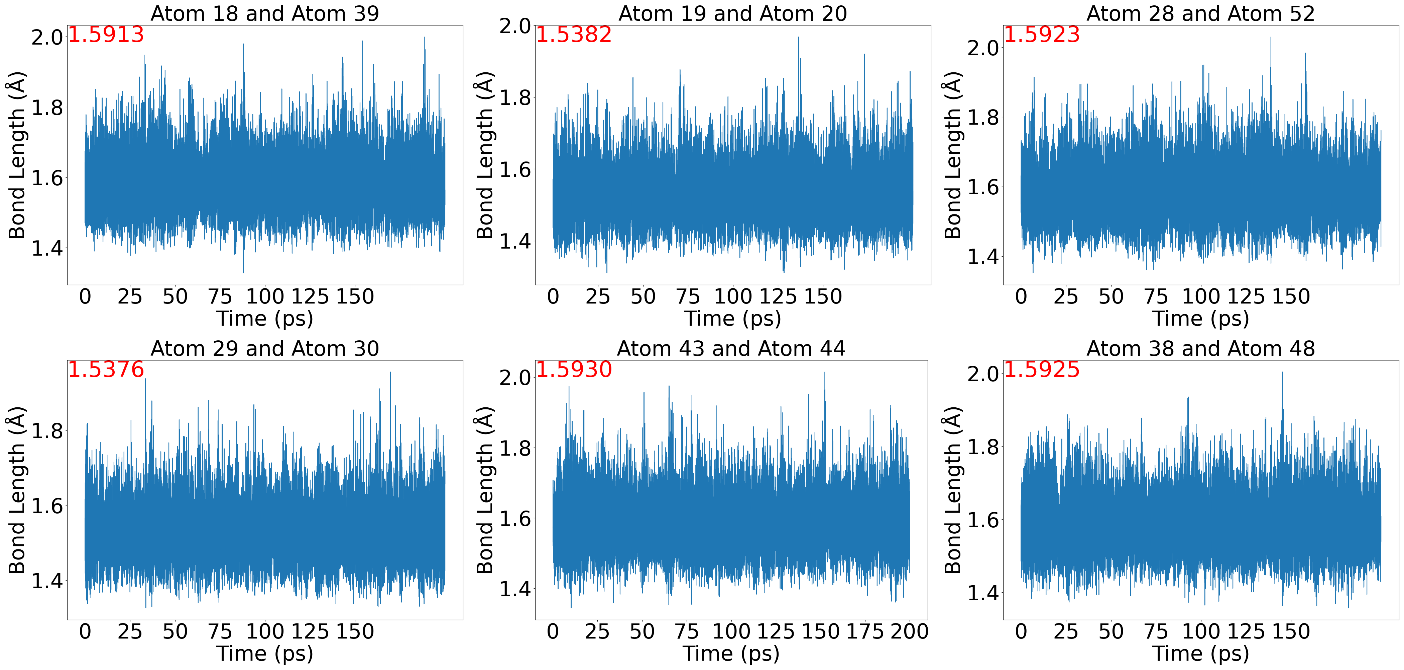 Atom 18 and Atom 39
1.5913
2.0
1.8
1.6
1.4
Bond Length (Å)
0 25 50 75 100 125 150
Time (ps)
Atom 19 and Atom 20
1.5382
2.0
1.8
1.6
1.4
Bond Length (Å)
0 25 50 75 100 125 150
Time (ps)
Atom 28 and Atom 52
1.5923
2.0
1.8
1.6
1.4
Bond Length (Å)
0 25 50 75 100 125 150
Time (ps)
Atom 29 and Atom 30
1.5376
1.8
1.6
1.4
Bond Length (Å)
0 25 50 75 100 125 150
Time (ps)
Atom 43 and Atom 44
1.5930
2.0
1.8
1.6
1.4
Bond Length (Å)
0 25 50 75 100 125 150 175 200
Time (ps)
Atom 38 and Atom 48
1.5925
2.0
1.8
1.6
1.4
Bond Length (Å)
0 25 50 75 100 125 150
Time (ps)